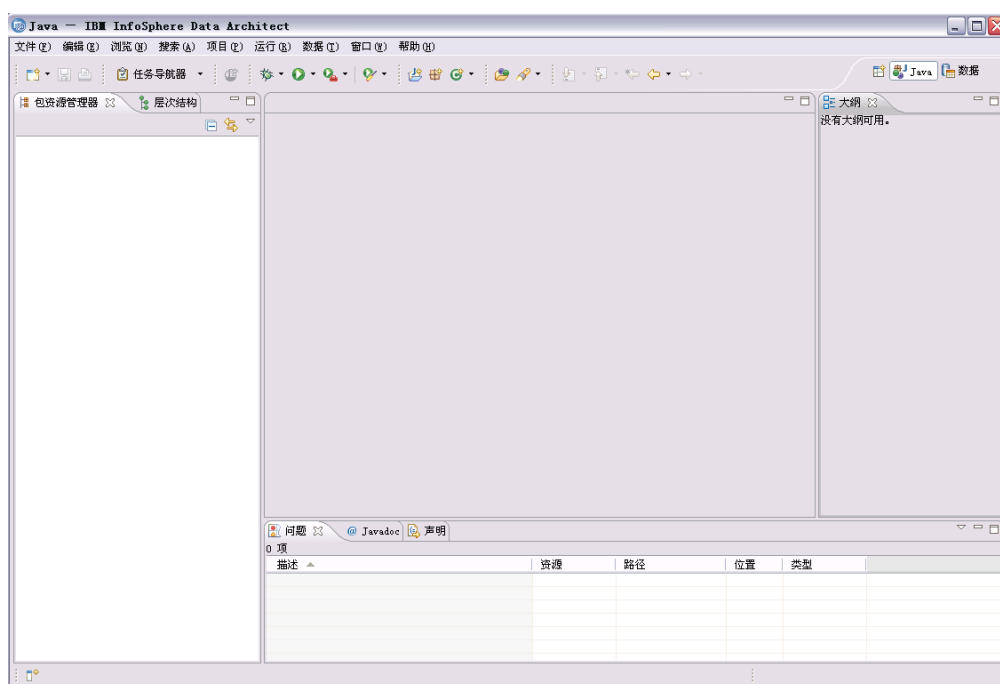 Java — IBM InfoSphere Data Architect
文件(F) 编辑(E) 浏览(N) 搜索(A) 项目(P) 运行(R) 数据(T) 窗口(W) 帮助(H)
任务导航器 Java 数据
包资源管理器 层次结构 大纲
没有大纲可用。
问题 @ Javadoc 声明
0 项
描述 资源 路径 位置 类型